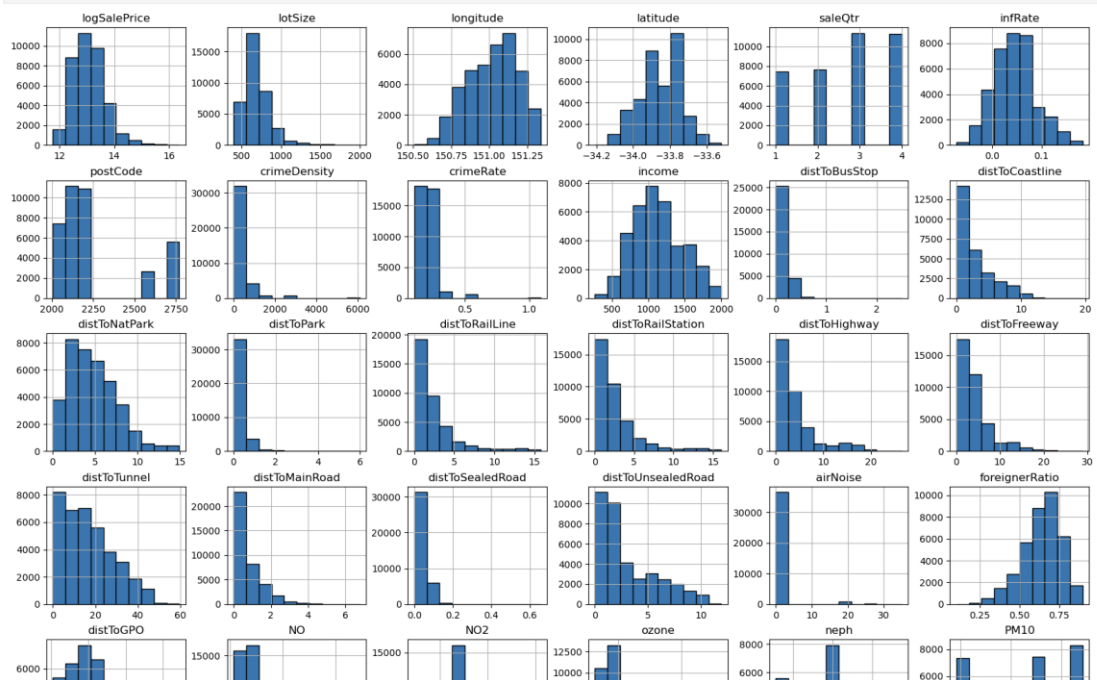 logSalePrice lotSize longitude latitude saleQtr infRate
10000 15000 6000 10000 10000 8000
8000 8000 8000 6000
6000 10000 4000 6000 6000 4000
4000 5000 2000 4000 4000 2000
2000 2000 2000
0 0 0 0 0 0
12 14 16 500 1000 1500 2000 150.50 150.75 151.00 151.25 −34.2 −34.0 −33.8 −33.6 1 2 3 4 0.0 0.1
postCode crimeDensity crimeRate income distToBusStop distToCoastline
10000 30000 15000 8000 25000 12500
8000 20000 6000 20000 10000
6000 10000 4000 15000 7500
4000 10000 5000 2000 10000 5000
2000 5000 2500
0 0 0 0 0 0
2000 2250 2500 2750 0 2000 4000 6000 0.5 1.0 500 1000 1500 2000 0 1 2 0 10 20
distToNatPark distToPark distToRailLine distToRailStation distToHighway distToFreeway
8000 30000 20000 15000 15000 15000
6000 20000 15000 10000 10000 10000
4000 10000 10000 5000 5000 5000
2000 5000
0 0 0 0 0 0
0 5 10 15 0 2 4 6 0 5 10 15 0 5 10 15 0 10 20 0 10 20 30
distToTunnel distToMainRoad distToSealedRoad distToUnsealedRoad airNoise foreignerRatio
8000 20000 30000 10000 30000 10000
6000 15000 20000 8000 20000 8000
4000 10000 10000 6000 10000 6000
2000 5000 4000 4000
2000 2000
0 0 0 0 0 0
0 20 40 60 0 2 4 6 0.0 0.2 0.4 0.6 0 5 10 0 10 20 30 0.25 0.50 0.75
distToGPO NO NO2 ozone neph PM10
6000 15000 15000 12500 8000 8000
10000 6000 6000